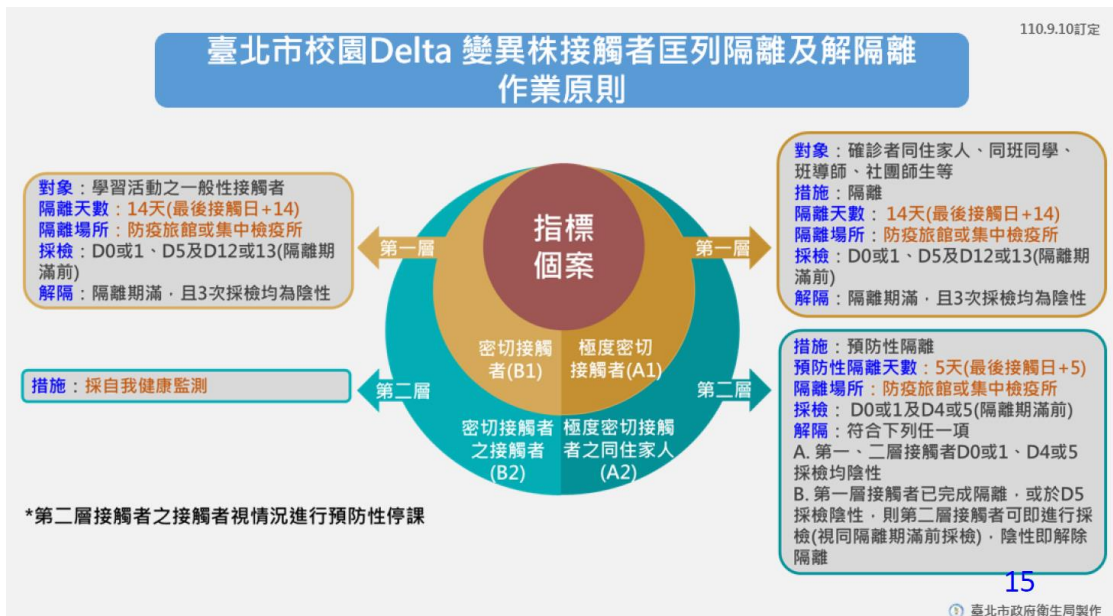 110.9.10訂定
臺北市校園Delta 變異株接觸者匡列隔離及解隔離
作業原則
對象：學習活動之一般性接觸者
隔離天數：14天(最後接觸日+14)
隔離場所：防疫旅館或集中檢疫所
採檢：D0或1、D5及D12或13(隔離期
滿前)
解隔：隔離期滿，且3次採檢均為陰性
第一層
指標
個案
第一層
對象：確診者同住家人、同班同學、
班導師、社團師生等
措施：隔離
隔離天數： 14天(最後接觸日+14)
隔離場所：防疫旅館或集中檢疫所
採檢：D0或1、D5及D12或13(隔離期
滿前)
解隔：隔離期滿，且3次採檢均為陰性
密切接觸
者(B1)
極度密切
接觸者(A1)
措施：採自我健康監測
第二層
密切接觸者
之接觸者
(B2)
極度密切接觸
者之同住家人
(A2)
第二層
措施：預防性隔離
預防性隔離天數：5天(最後接觸日+5)
隔離場所：防疫旅館或集中檢疫所
採檢： D0或1及D4或5(隔離期滿前)
解隔：符合下列任一項
A. 第一、二層接觸者D0或1、D4或5
採檢均陰性
B. 第一層接觸者已完成隔離，或於D5
採檢陰性，則第二層接觸者可即進行採
檢(視同隔離期滿前採檢)，陰性即解除
隔離
*第二層接觸者之接觸者視情況進行預防性停課
15
臺北市政府衛生局製作